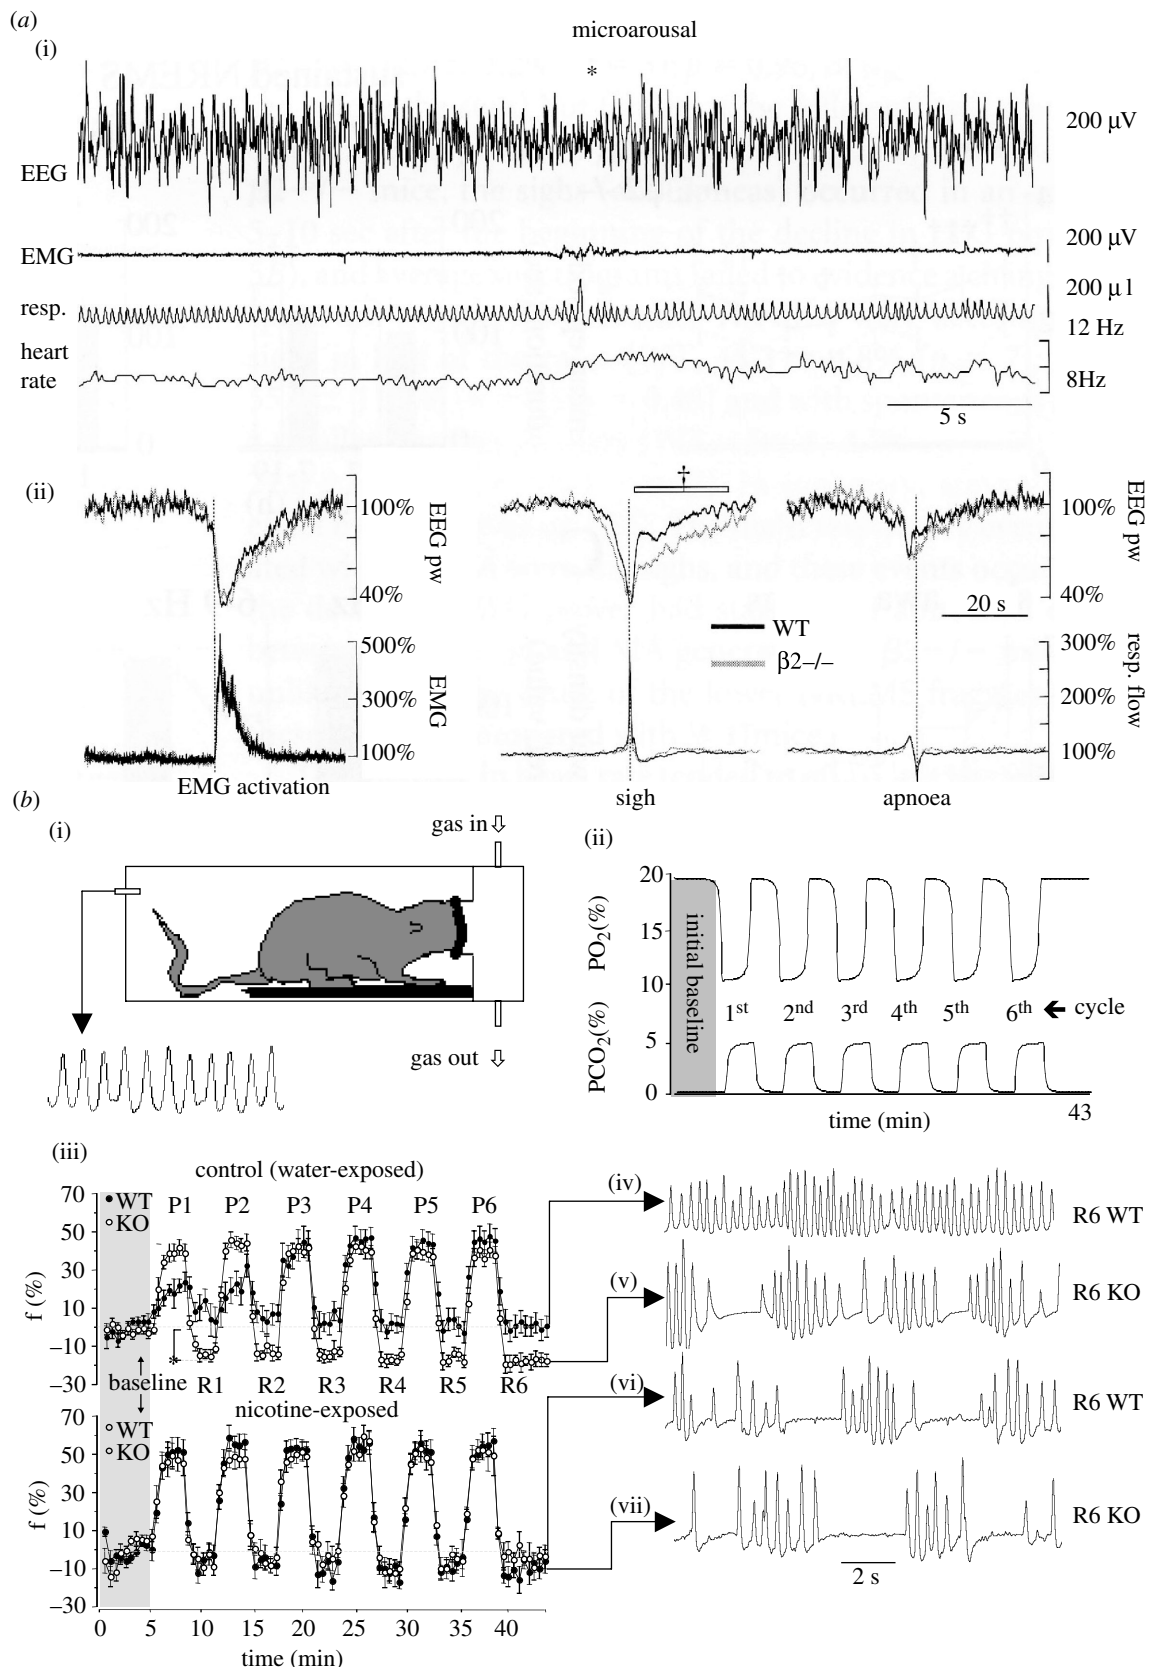 (a)
(i)
microarousal
*
EEG
200 µV
EMG
200 µV
resp.
200 µl
12 Hz
heart
rate
8Hz
5 s
(ii)
†
100%
EEG pw
40%
100%
EEG pw
40%
20 s
WT
β2–/–
500%
300%
EMG
100%
300%
200%
resp. flow
100%
EMG activation
sigh
apnoea
(b)
(i)
gas in
gas out
(ii)
20
15
10
5
0
PO2(%)
PCO2(%)
initial baseline
1st 2nd 3rd 4th 5th 6th cycle
43
time (min)
(iii)
control (water-exposed)
70
50
30
10
–10
–30
f (%)
WT
KO
P1 P2 P3 P4 P5 P6
*
baseline
R1 R2 R3 R4 R5 R6
nicotine-exposed
70
50
30
10
–10
–30
f (%)
WT
KO
0 5 10 15 20 25 30 35 40
time (min)
(iv)
R6 WT
(v)
R6 KO
(vi)
R6 WT
(vii)
R6 KO
2 s